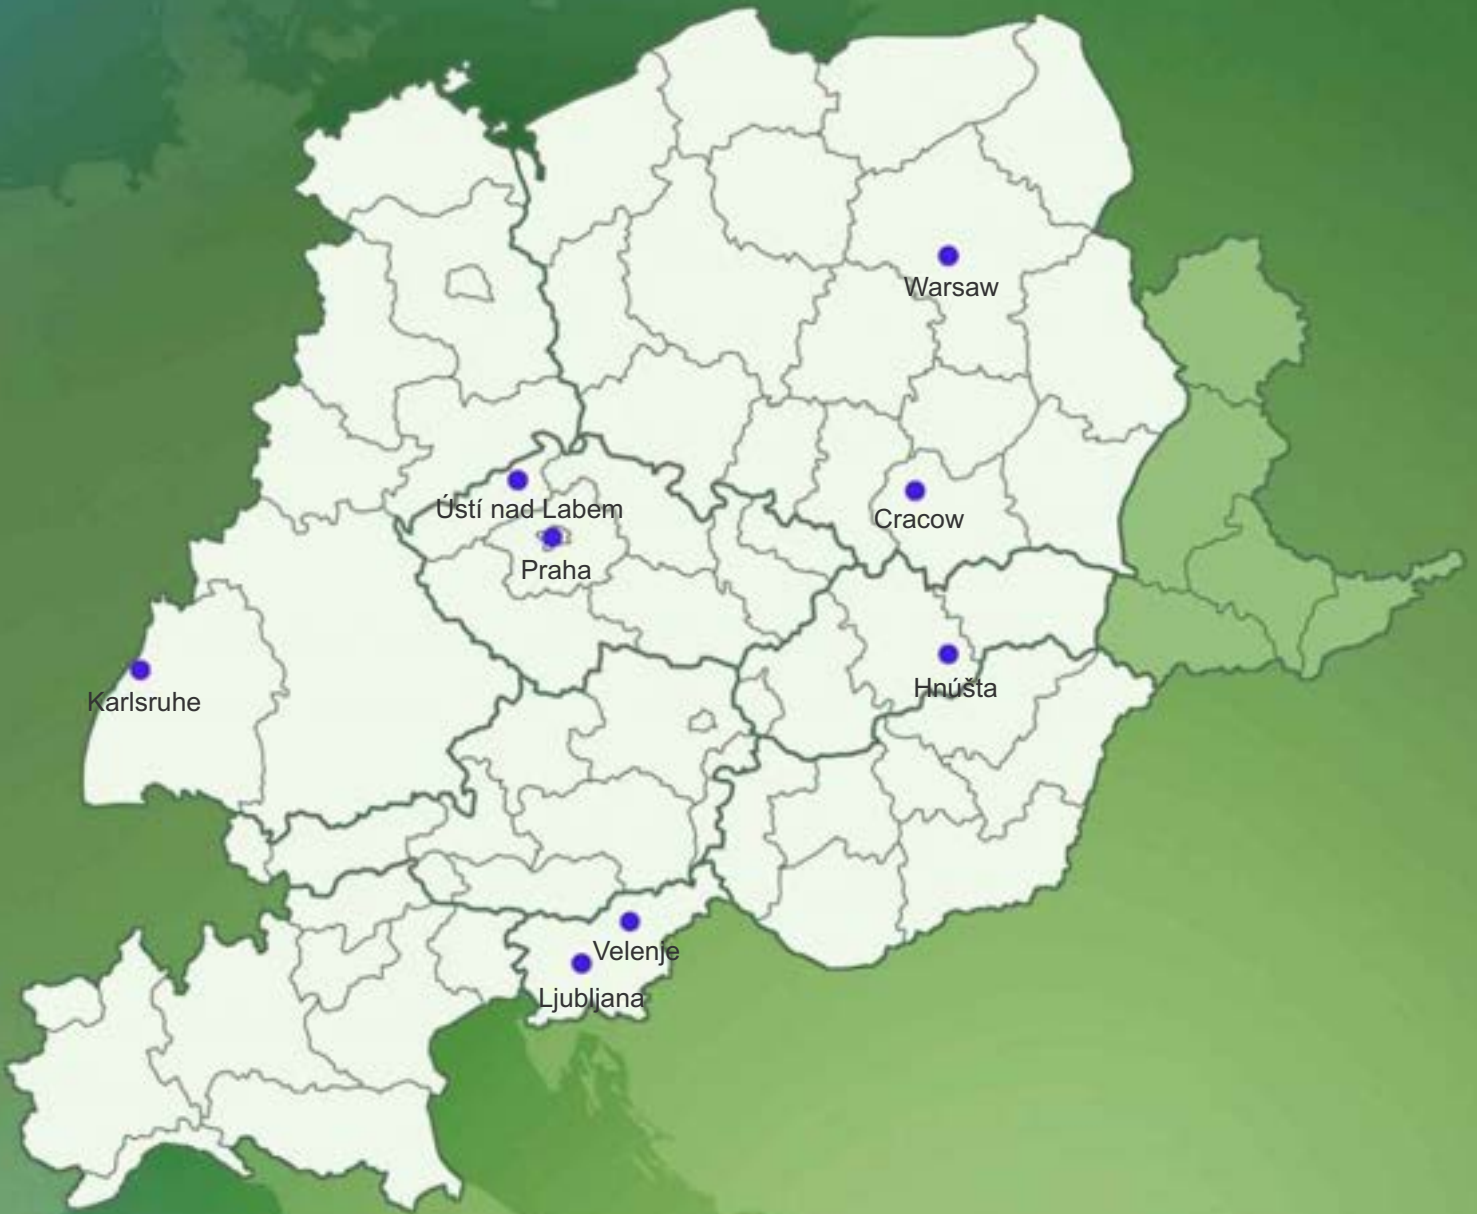 Warsaw
Ústí nad Labem
Cracow
Praha
Hnúšta
Karlsruhe
Velenje
Ljubljana